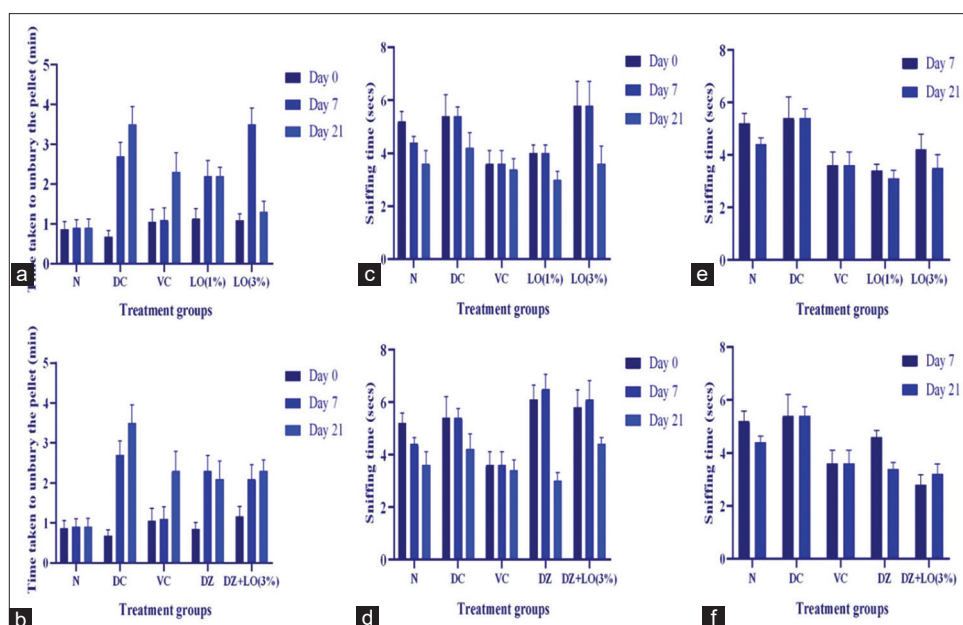 Time taken to unbury the pellet (min)
5
4
3
2
1
0
Day 0
Day 7
Day 21
N DC VC LO(1%) LO(3%)
Treatment groups
a
Sniffing time (secs)
8
6
4
2
0
Day 0
Day 7
Day 21
N DC VC LO(1%) LO(3%)
Treatment groups
c
Sniffing time (secs)
8
6
4
2
0
Day 7
Day 21
N DC VC LO(1%) LO(3%)
Treatment groups
e
Time taken to unbury the pellet (min)
5
4
3
2
1
0
Day 0
Day 7
Day 21
N DC VC DZ DZ+LO(3%)
Treatment groups
b
Sniffing time (secs)
8
6
4
2
0
Day 0
Day 7
Day 21
N DC VC DZ DZ+LO(3%)
Treatment groups
d
Sniffing time (secs)
8
6
4
2
0
Day 7
Day 21
N DC VC DZ DZ+LO(3%)
Treatment groups
f